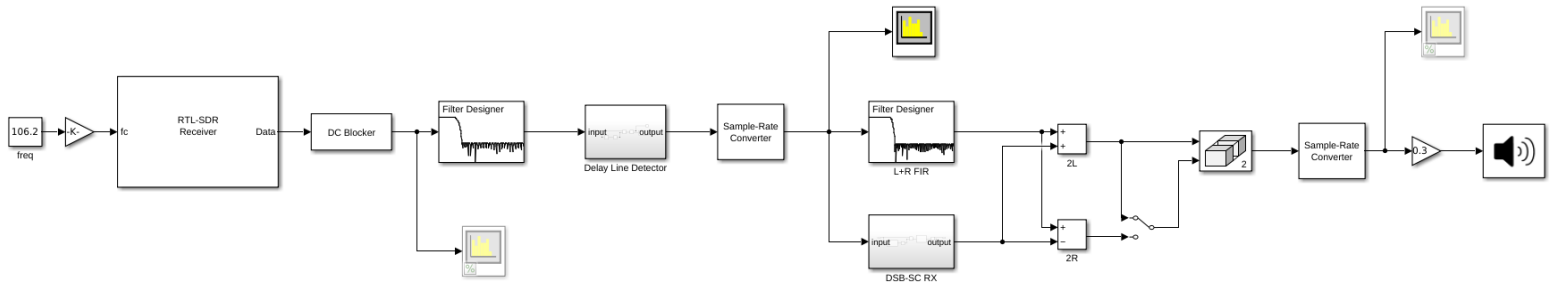 106.2
freq
-K-
fc
RTL-SDR
Receiver
Data
DC Blocker
Filter Designer
input
output
Delay Line Detector
Sample-Rate
Converter
Filter Designer
L+R FIR
input
output
DSB-SC RX
+
+
2L
+
−
2R
2
Sample-Rate
Converter
0.3
%
%